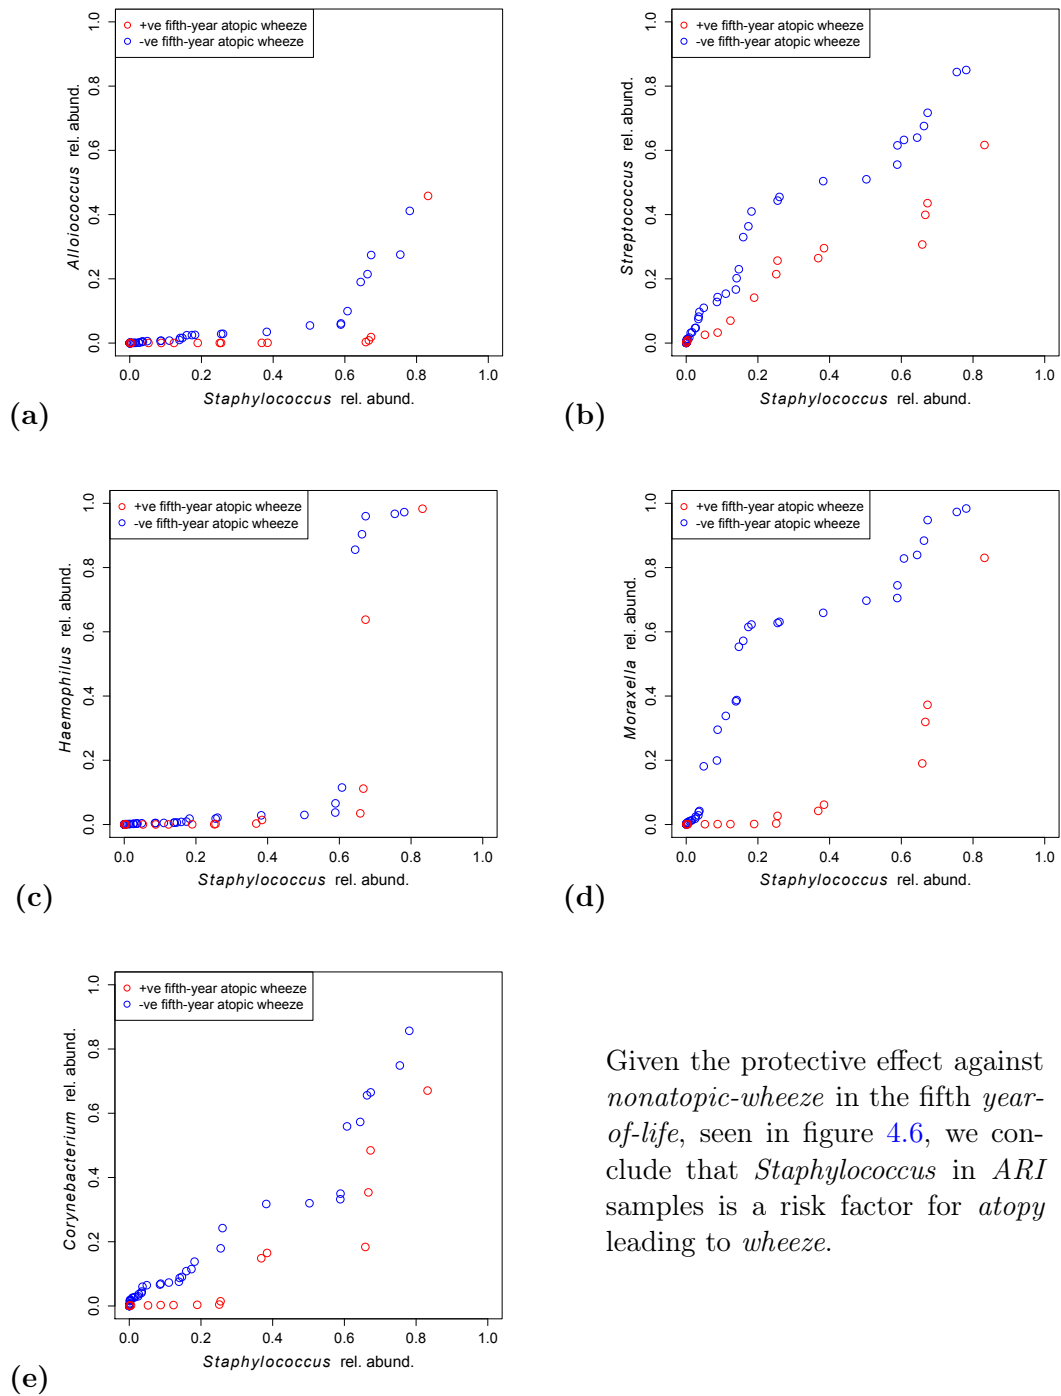 +ve fifth-year atopic wheeze
-ve fifth-year atopic wheeze
1.0
0.8
0.6
0.4
0.2
0.0
Alloiococcus rel. abund.
0.0 0.2 0.4 0.6 0.8 1.0
Staphylococcus rel. abund.
(a)
+ve fifth-year atopic wheeze
-ve fifth-year atopic wheeze
1.0
0.8
0.6
0.4
0.2
0.0
Streptococcus rel. abund.
0.0 0.2 0.4 0.6 0.8 1.0
Staphylococcus rel. abund.
(b)
+ve fifth-year atopic wheeze
-ve fifth-year atopic wheeze
1.0
0.8
0.6
0.4
0.2
0.0
Haemophilus rel. abund.
0.0 0.2 0.4 0.6 0.8 1.0
Staphylococcus rel. abund.
(c)
+ve fifth-year atopic wheeze
-ve fifth-year atopic wheeze
1.0
0.8
0.6
0.4
0.2
0.0
Moraxella rel. abund.
0.0 0.2 0.4 0.6 0.8 1.0
Staphylococcus rel. abund.
(d)
+ve fifth-year atopic wheeze
-ve fifth-year atopic wheeze
1.0
0.8
0.6
0.4
0.2
0.0
Corynebacterium rel. abund.
0.0 0.2 0.4 0.6 0.8 1.0
Staphylococcus rel. abund.
(e)
Given the protective effect against
nonatopic-wheeze in the fifth year-
of-life, seen in figure 4.6, we con-
clude that Staphylococcus in ARI
samples is a risk factor for atopy
leading to wheeze.